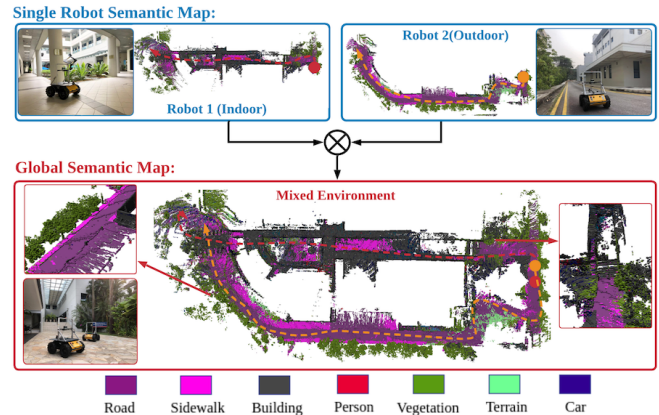 Single Robot Semantic Map:
Robot 1 (Indoor)
Robot 2(Outdoor)
Global Semantic Map:
Mixed Environment
Road Sidewalk Building Person Vegetation Terrain Car